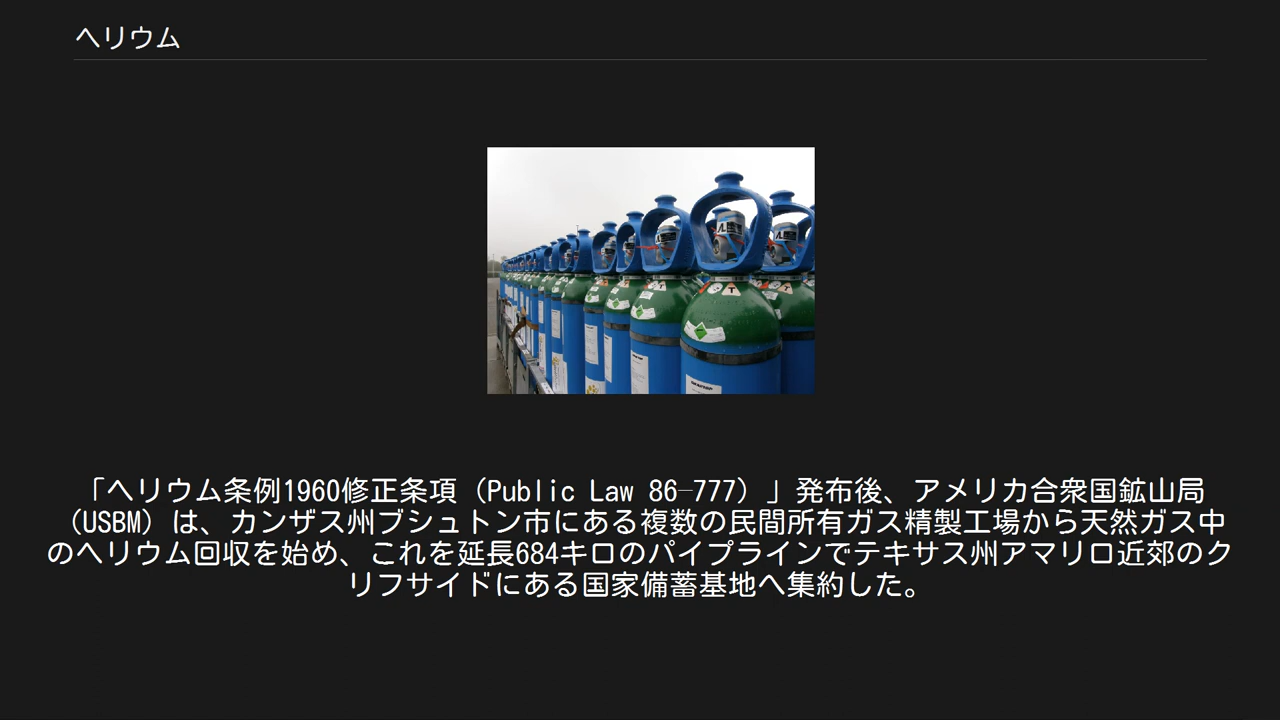 ヘリウム
「ヘリウム条例1960修正条項（Public Law 86–777）」発布後、アメリカ合衆国鉱山局
（USBM）は、カンザス州ブシュトン市にある複数の民間所有ガス精製工場から天然ガス中
のヘリウム回収を始め、これを延長684キロのパイプラインでテキサス州アマリロ近郊のク
リフサイドにある国家備蓄基地へ集約した。